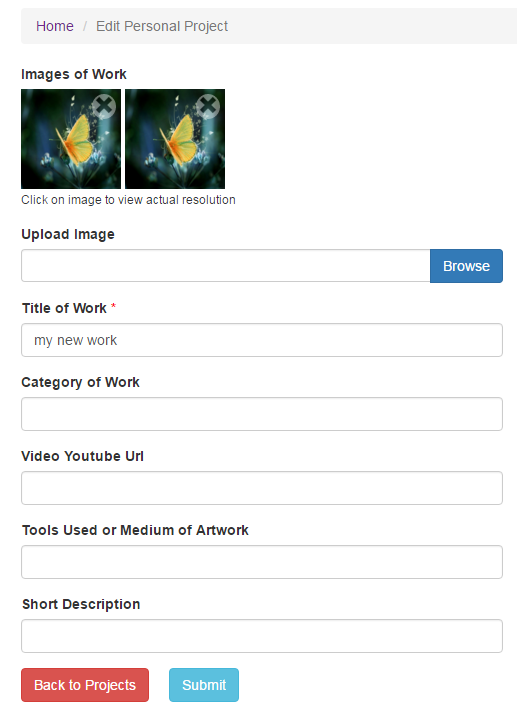 Home / Edit Personal Project
Images of Work
Click on image to view actual resolution
Upload Image
Browse
Title of Work *
my new work
Category of Work
Video Youtube Url
Tools Used or Medium of Artwork
Short Description
Back to Projects Submit